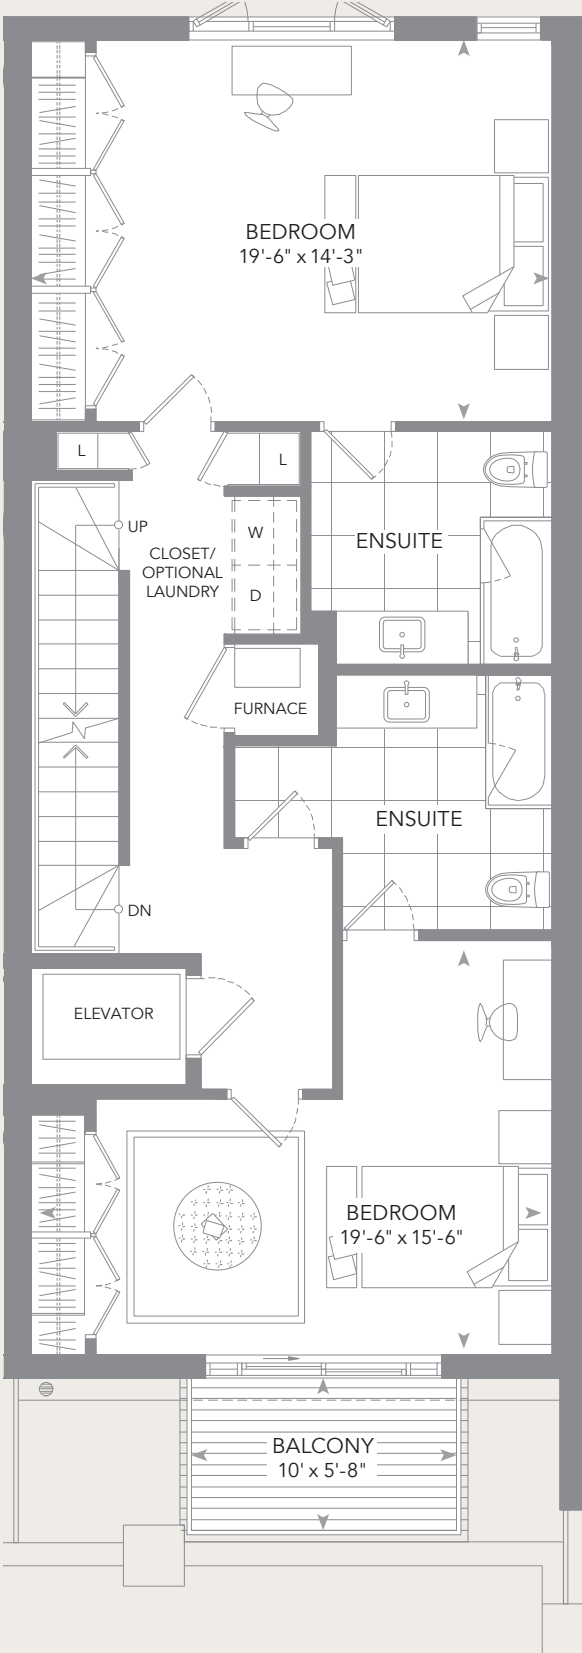 BEDROOM
19'-6" x 14'-3"
L
L
UP
W
CLOSET/
OPTIONAL
LAUNDRY
D
ENSUITE
FURNACE
ENSUITE
DN
ELEVATOR
BEDROOM
19'-6" x 15'-6"
BALCONY
10' x 5'-8"